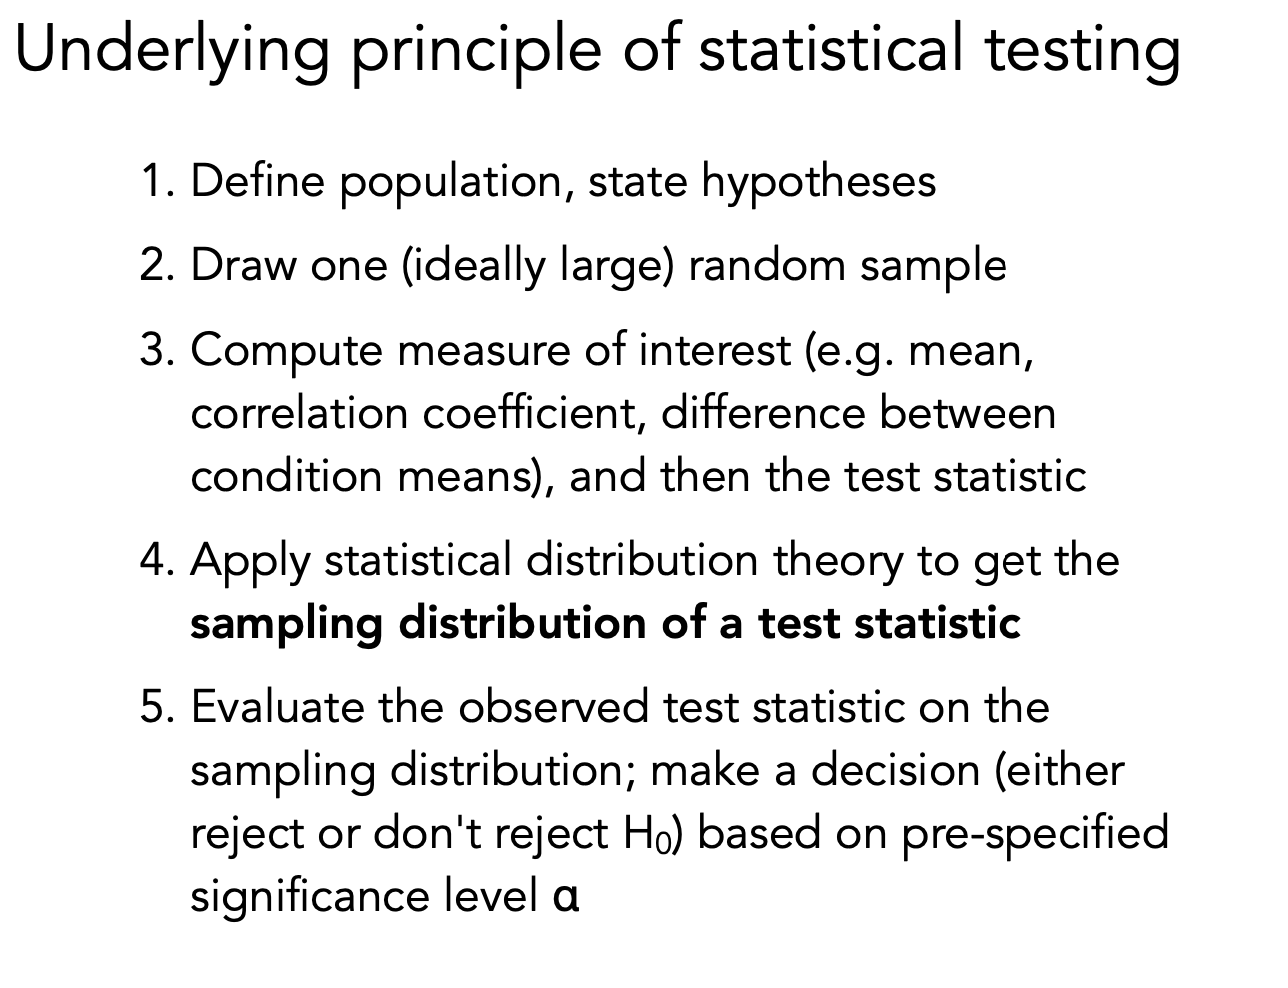 Underlying principle of statistical testing
1. Define population, state hypotheses
2. Draw one (ideally large) random sample
3. Compute measure of interest (e.g. mean,
correlation coefficient, difference between
condition means), and then the test statistic
4. Apply statistical distribution theory to get the
sampling distribution of a test statistic
5. Evaluate the observed test statistic on the
sampling distribution; make a decision (either
reject or don't reject H₀) based on pre-specified
significance level α